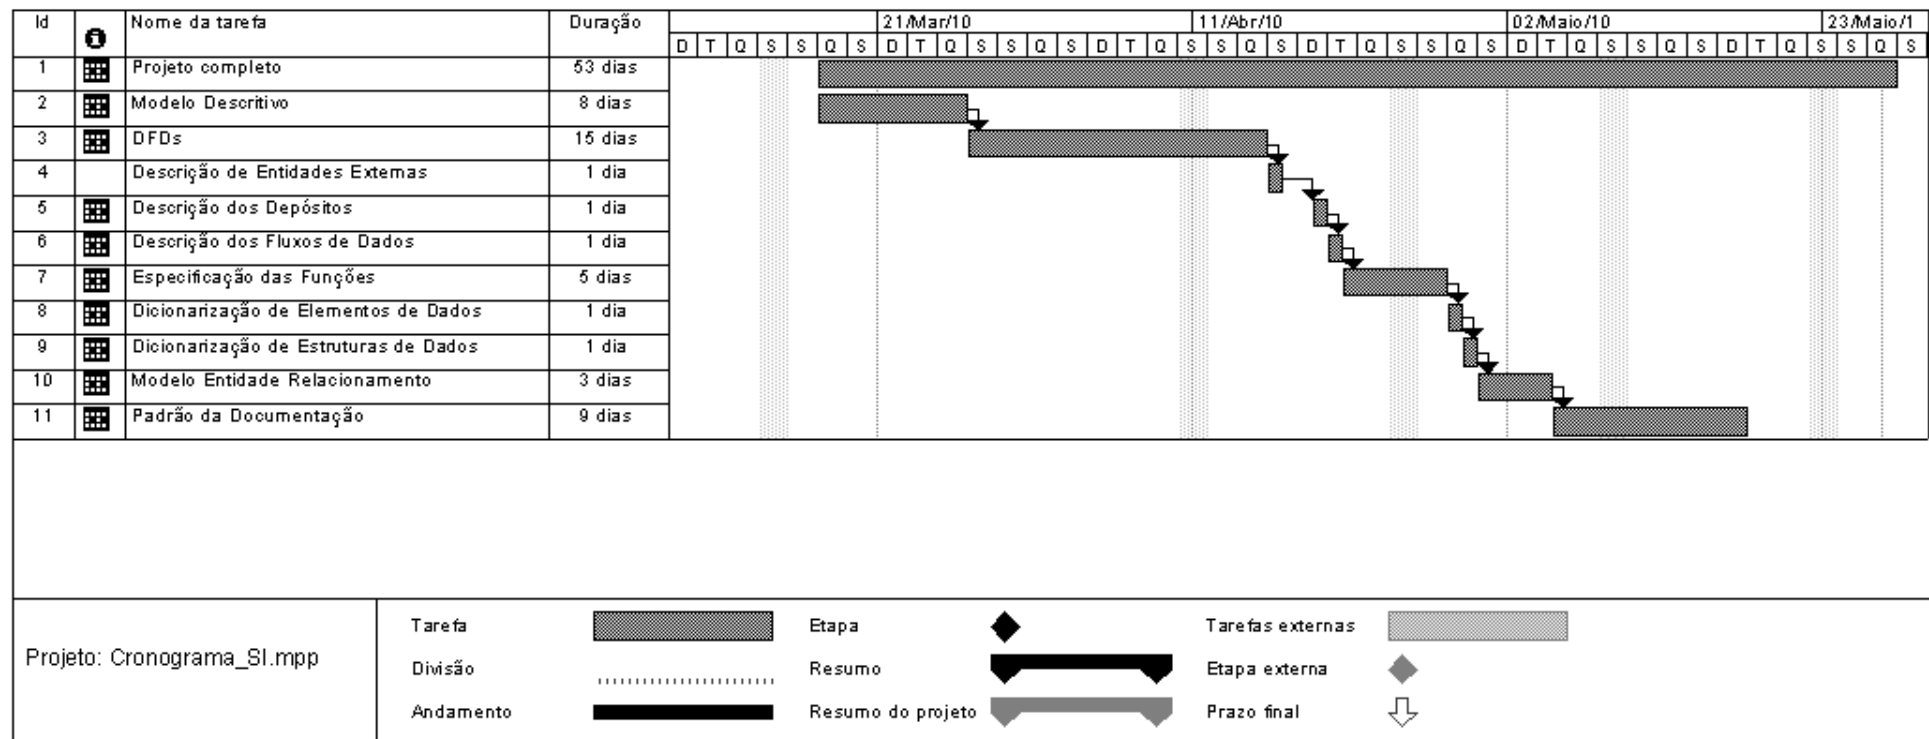 Id Nome da tarefa Duração 21/Mar/10 11/Abr/10 02/Maio/10 23/Maio/1
D T Q S S Q S D T Q S S Q S D T Q S S Q S D T Q S S Q S D T Q S S Q S D T Q S S Q S
1 Projeto completo 53 dias
2 Modelo Descritivo 8 dias
3 DFDs 15 dias
4 Descrição de Entidades Externas 1 dia
5 Descrição dos Depósitos 1 dia
6 Descrição dos Fluxos de Dados 1 dia
7 Especificação das Funções 5 dias
8 Dicionarização de Elementos de Dados 1 dia
9 Dicionarização de Estruturas de Dados 1 dia
10 Modelo Entidade Relacionamento 3 dias
11 Padrão da Documentação 9 dias
Projeto: Cronograma_SI.mpp
Tarefa Etapa Tarefas externas
Divisão Resumo Etapa externa
Andamento Resumo do projeto Prazo final